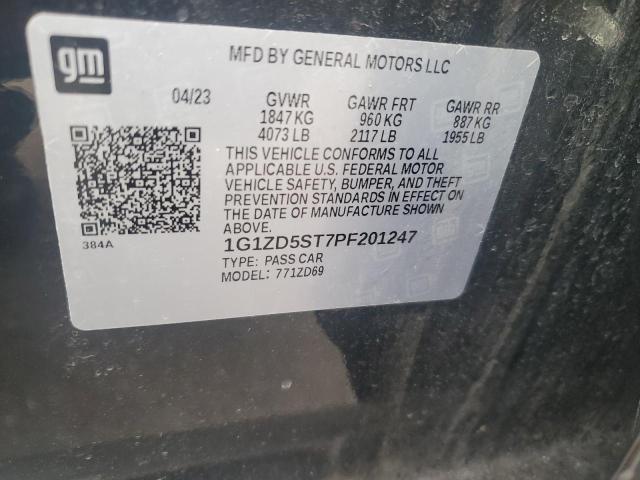 gm
MFD BY GENERAL MOTORS LLC
04/23 GVWR GAWR FRT GAWR RR
1847 KG 960 KG 887 KG
4073 LB 2117 LB 1955 LB
THIS VEHICLE CONFORMS TO ALL
APPLICABLE U.S. FEDERAL MOTOR
VEHICLE SAFETY, BUMPER, AND THEFT
PREVENTION STANDARDS IN EFFECT ON
THE DATE OF MANUFACTURE SHOWN
ABOVE.
384A
1G1ZD5ST7PF201247
TYPE: PASS CAR
MODEL: 771ZD69